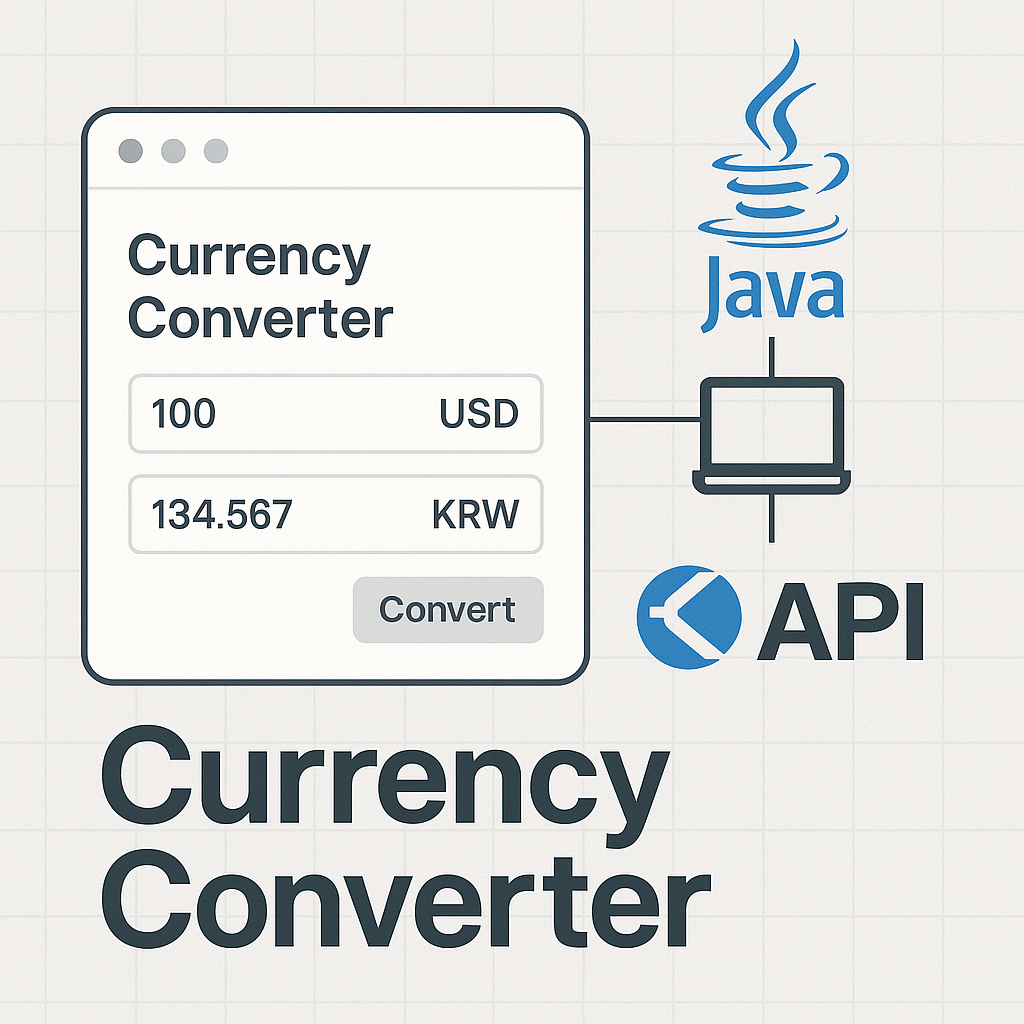 Currency
Converter
100 USD
134.567 KRW
Convert
Java
API
Currency
Converter